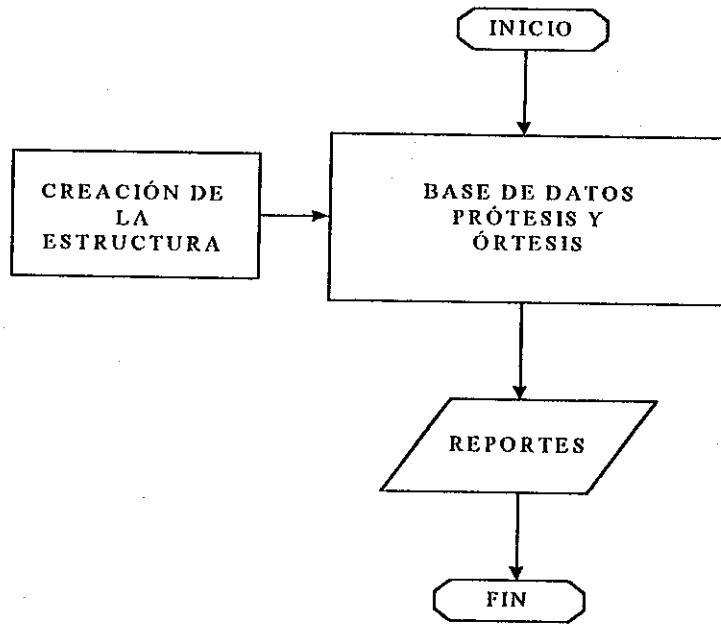 INICIO
CREACIÓN DE
LA
ESTRUCTURA
BASE DE DATOS
PRÓTESIS Y
ÓRTESIS
REPORTES
FIN